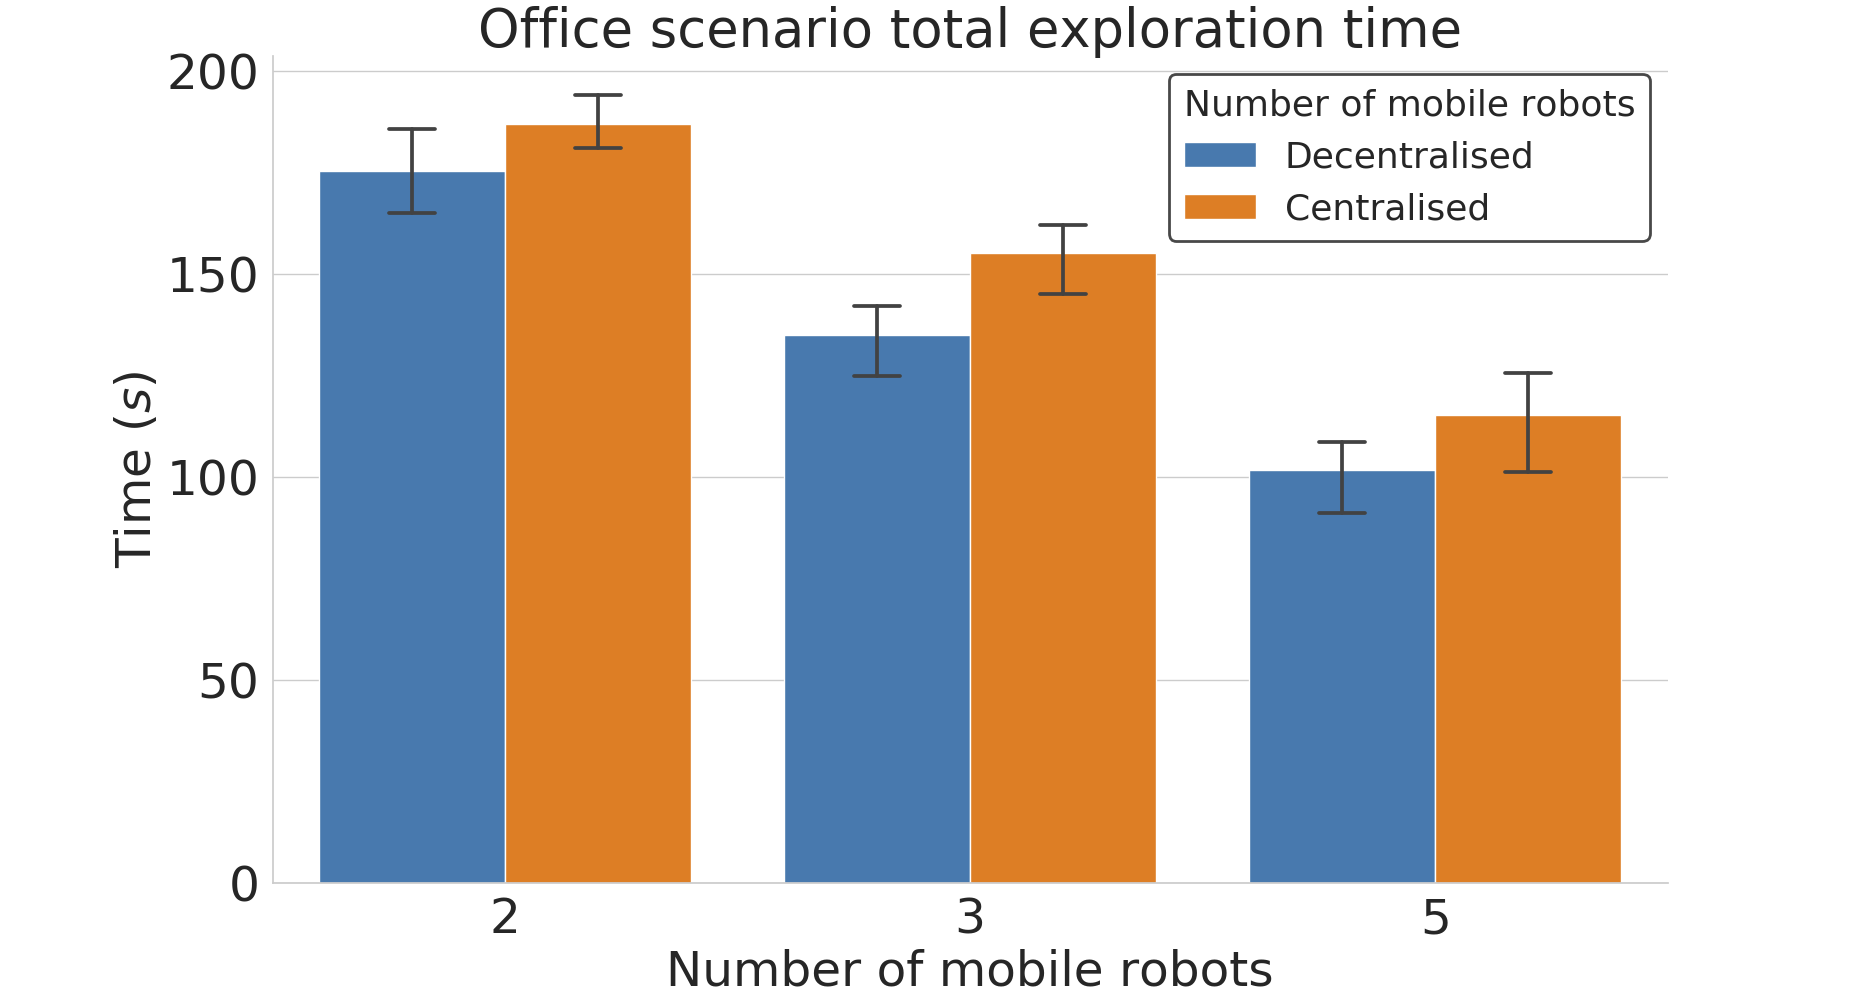 Office scenario total exploration time
Number of mobile robots
Decentralised
Centralised
200
150
100
50
0
Time (s)
2
3
5
Number of mobile robots